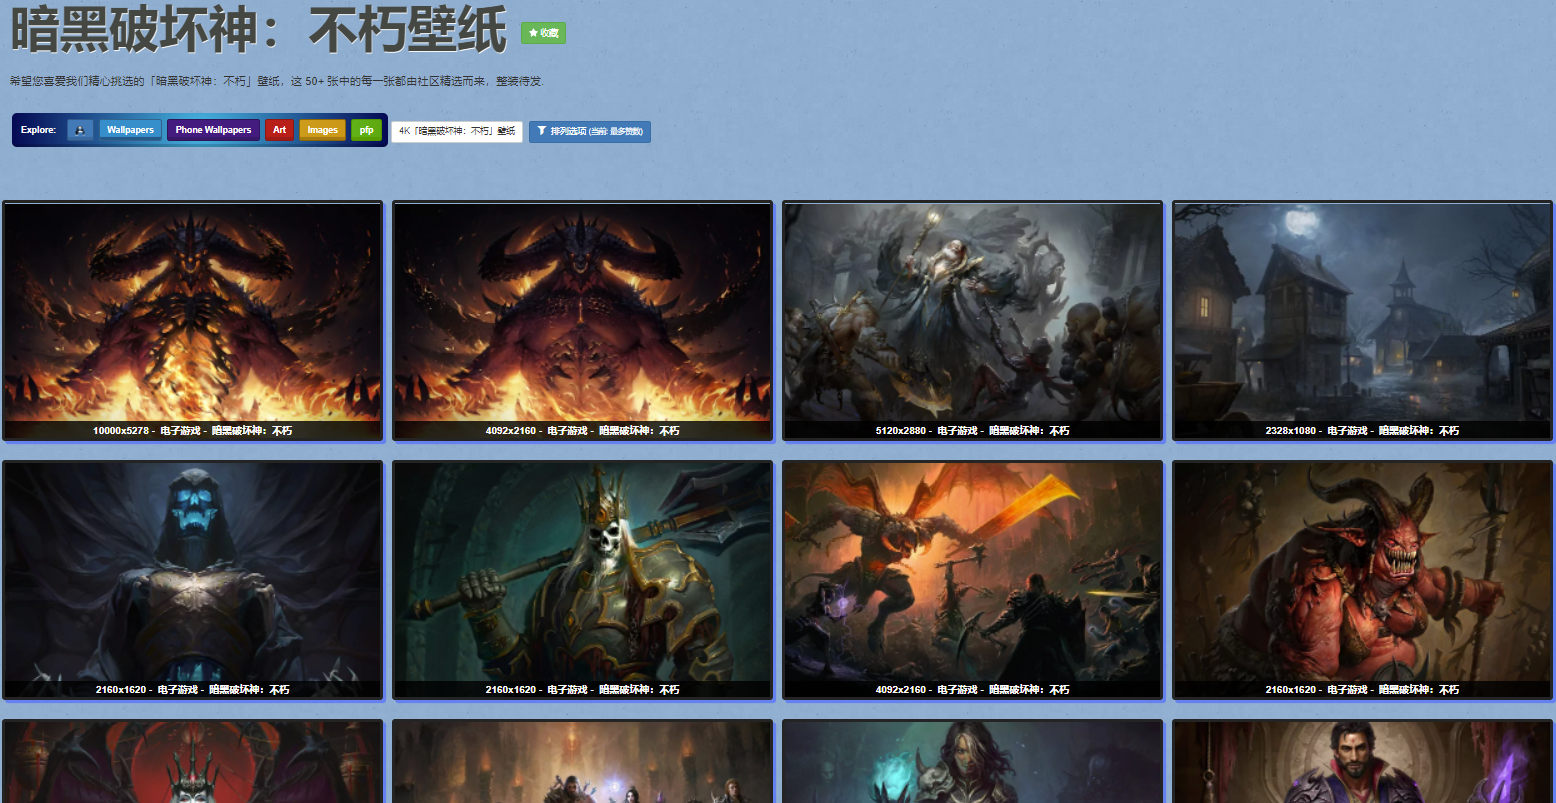 暗黑破坏神：不朽壁纸 收藏
希望您喜爱我们精心挑选的「暗黑破坏神：不朽」壁纸，这 50+ 张中的每一张都由社区精选而来，整装待发.
Explore: Wallpapers Phone Wallpapers Art Images pfp 4K「暗黑破坏神：不朽」壁纸 排列选项 (当前: 最多赞数)
10000x5278 - 电子游戏 - 暗黑破坏神：不朽 4092x2160 - 电子游戏 - 暗黑破坏神：不朽 5120x2880 - 电子游戏 - 暗黑破坏神：不朽 2328x1080 - 电子游戏 - 暗黑破坏神：不朽
2160x1620 - 电子游戏 - 暗黑破坏神：不朽 2160x1620 - 电子游戏 - 暗黑破坏神：不朽 4092x2160 - 电子游戏 - 暗黑破坏神：不朽 2160x1620 - 电子游戏 - 暗黑破坏神：不朽